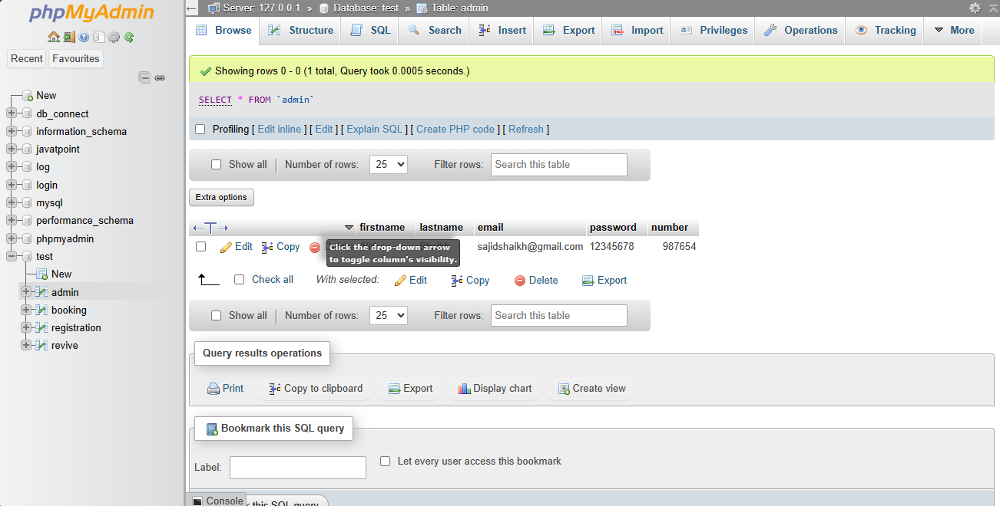 phpMyAdmin
Recent Favourites
New
db_connect
information_schema
javatpoint
log
login
mysql
performance_schema
phpmyadmin
test
New
admin
booking
registration
revive
Server: 127.0.0.1 » Database: test » Table: admin
Browse Structure SQL Search Insert Export Import Privileges Operations Tracking More
Showing rows 0 - 0 (1 total, Query took 0.0005 seconds.)
SELECT * FROM `admin`
Profiling [ Edit inline ] [ Edit ] [ Explain SQL ] [ Create PHP code ] [ Refresh ]
Show all Number of rows: 25 Filter rows: Search this table
Extra options
firstname lastname email password number
Edit Copy sajidshaikh@gmail.com 12345678 987654
Click the drop-down arrow
to toggle column's visibility.
Check all With selected: Edit Copy Delete Export
Show all Number of rows: 25 Filter rows: Search this table
Query results operations
Print Copy to clipboard Export Display chart Create view
Bookmark this SQL query
Label: Let every user access this bookmark
Console this SQL query